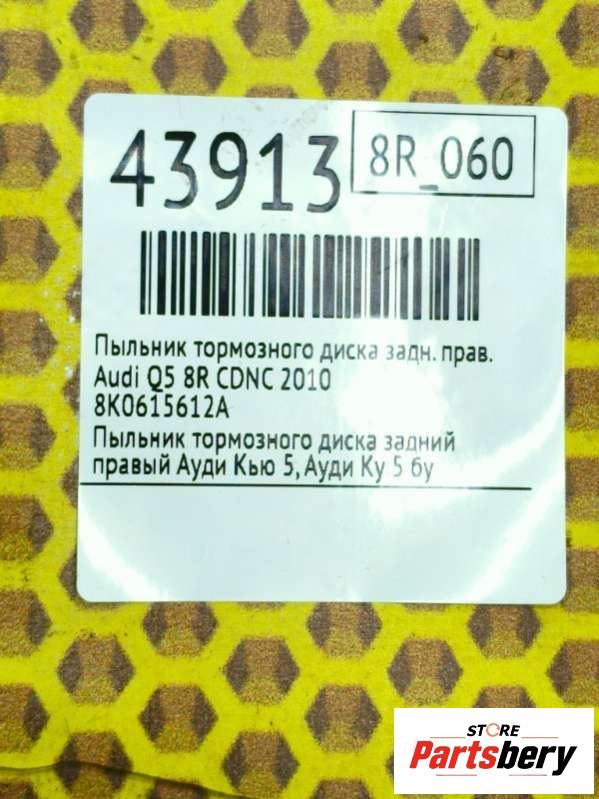 43913
8R_060
Пыльник тормозного диска задн. прав.
Audi Q5 8R CDNC 2010
8K0615612A
Пыльник тормозного диска задний
правый Ауди Кью 5, Ауди Ку 5 бу
STORE
Partsbery